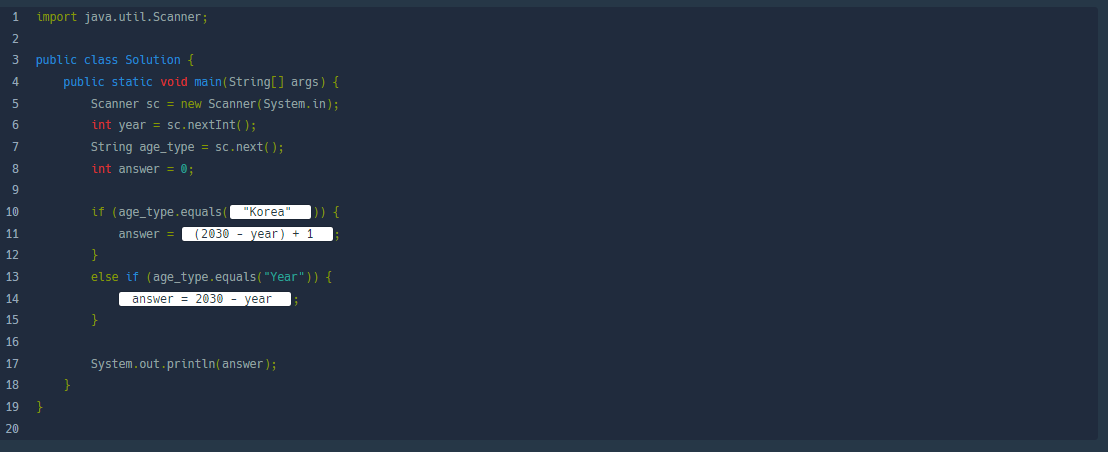 1 import java.util.Scanner;
2
3 public class Solution {
4 public static void main(String[] args) {
5 Scanner sc = new Scanner(System.in);
6 int year = sc.nextInt();
7 String age_type = sc.next();
8 int answer = 0;
9
10 if (age_type.equals( "Korea" )) {
11 answer = (2030 - year) + 1 ;
12 }
13 else if (age_type.equals("Year")) {
14 answer = 2030 - year ;
15 }
16
17 System.out.println(answer);
18 }
19 }
20